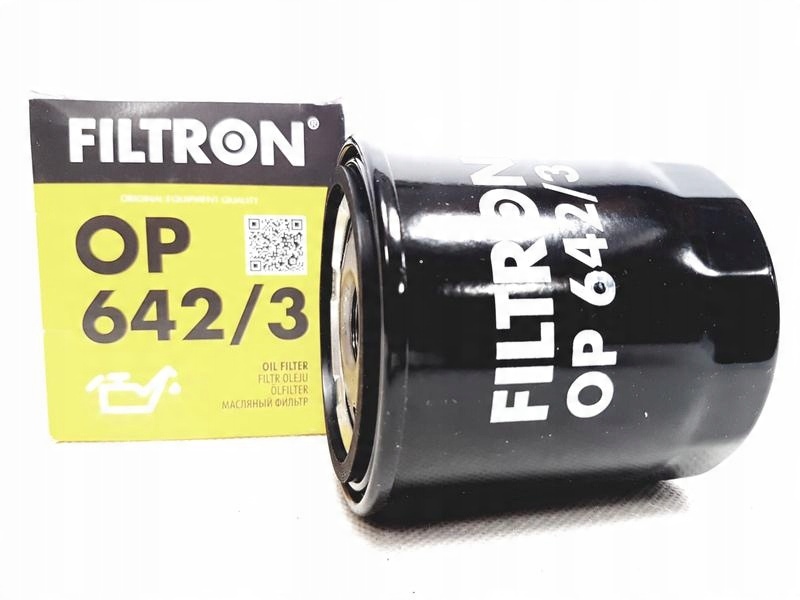 FILTRON®
ORIGINAL EQUIPMENT QUALITY
OP
642/3
OIL FILTER
FILTR OLEJU
ÖLFILTER
МАСЛЯНЫЙ ФИЛЬТР
FILTRON
OP 642/3